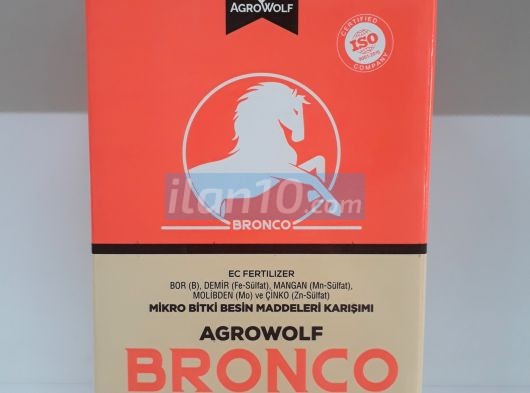 AGROWOLF
CERTIFIED
ISO
COMPANY
ilan10.com
BRONCO
EC FERTILIZER
BOR (B), DEMİR (Fe-Sülfat), MANGAN (Mn-Sülfat),
MOLİBDEN (Mo) ve ÇİNKO (Zn-Sülfat)
MİKRO BİTKİ BESİN MADDELERİ KARIŞIMI
AGROWOLF
BRONCO